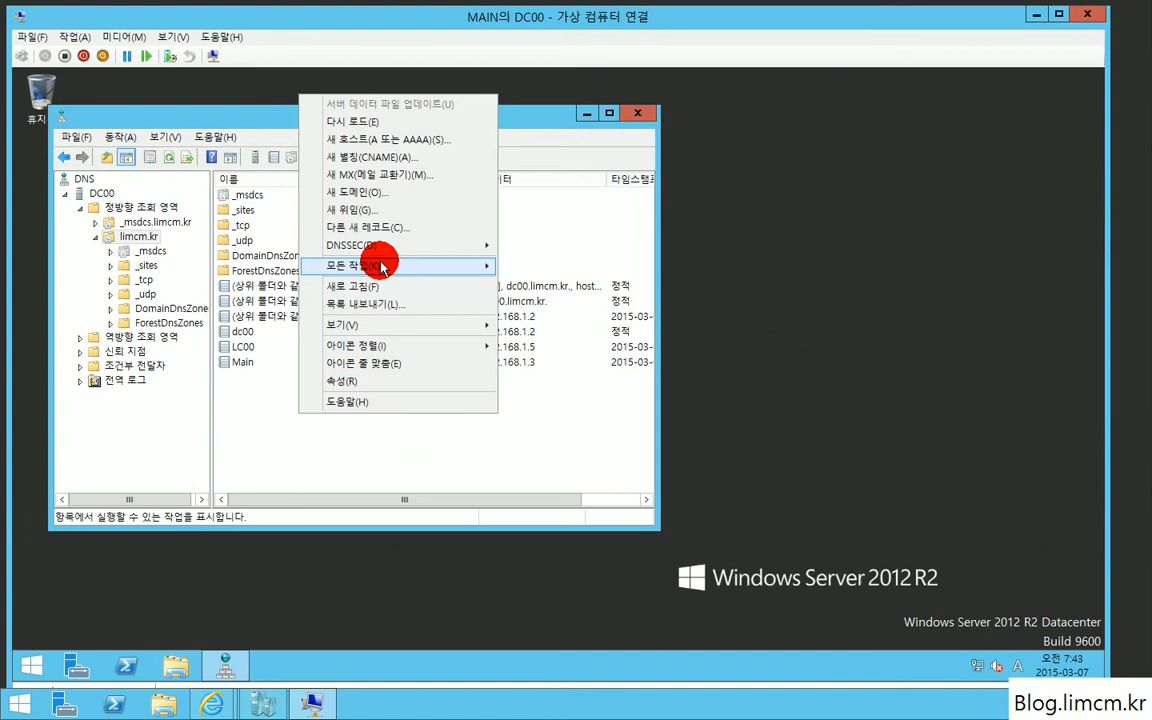 MAIN의 DC00 - 가상 컴퓨터 연결
파일(F) 작업(A) 미디어(M) 보기(V) 도움말(H)
휴지
파일(F) 동작(A) 보기(V) 도움말(H)
DNS
DC00
정방향 조회 영역
_msdcs.limcm.kr
limcm.kr
_msdcs
_sites
_tcp
_udp
DomainDnsZone
ForestDnsZones
역방향 조회 영역
신뢰 지점
조건부 전달자
전역 로그
이름 터 타임스탬프
_msdcs
_sites
_tcp
_udp
DomainDnsZones
ForestDnsZones
(상위 폴더와 같 ], dc00.limcm.kr., host... 정적
(상위 폴더와 같 00.limcm.kr. 정적
(상위 폴더와 같 2.168.1.2 2015-03-0
dc00 2.168.1.2 정적
LC00 2.168.1.5 2015-03-0
Main 2.168.1.3 2015-03-0
서버 데이터 파일 업데이트(U)
다시 로드(E)
새 호스트(A 또는 AAAA)(S)...
새 별칭(CNAME)(A)...
새 MX(메일 교환기)(M)...
새 도메인(O)...
새 위임(G)...
다른 새 레코드(C)...
DNSSEC(D)
모든 작업(K)
새로 고침(F)
목록 내보내기(L)...
보기(V)
아이콘 정렬(I)
아이콘 줄 맞춤(E)
속성(R)
도움말(H)
항목에서 실행할 수 있는 작업을 표시합니다.
Windows Server 2012 R2
Windows Server 2012 R2 Datacenter
Build 9600
A 오전 7:43
2015-03-07
Blog.limcm.kr